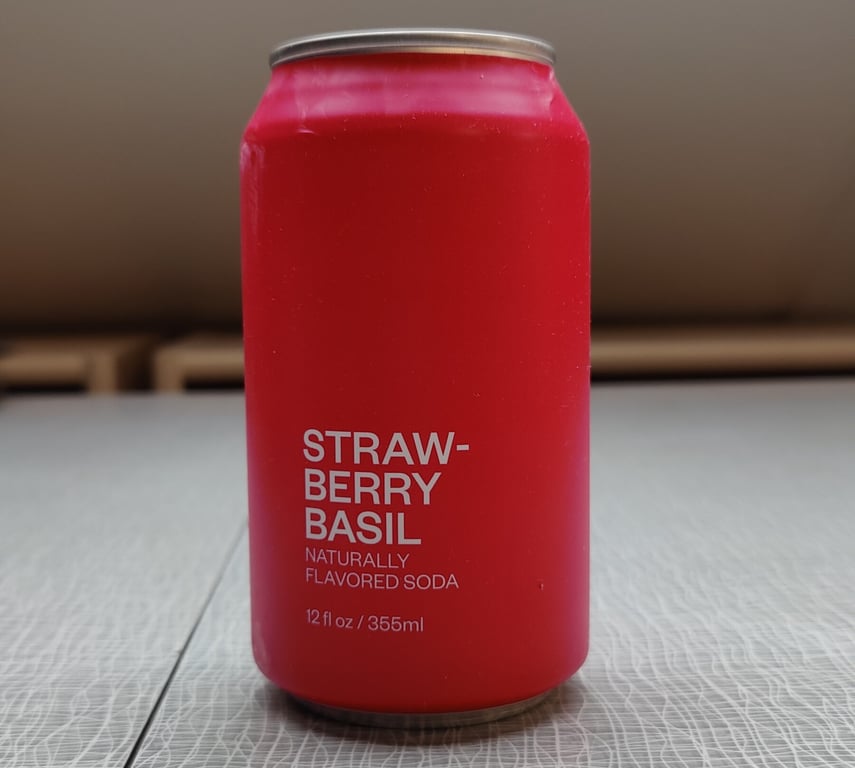 STRAW-
BERRY
BASIL
NATURALLY
FLAVORED SODA
12 fl oz / 355ml